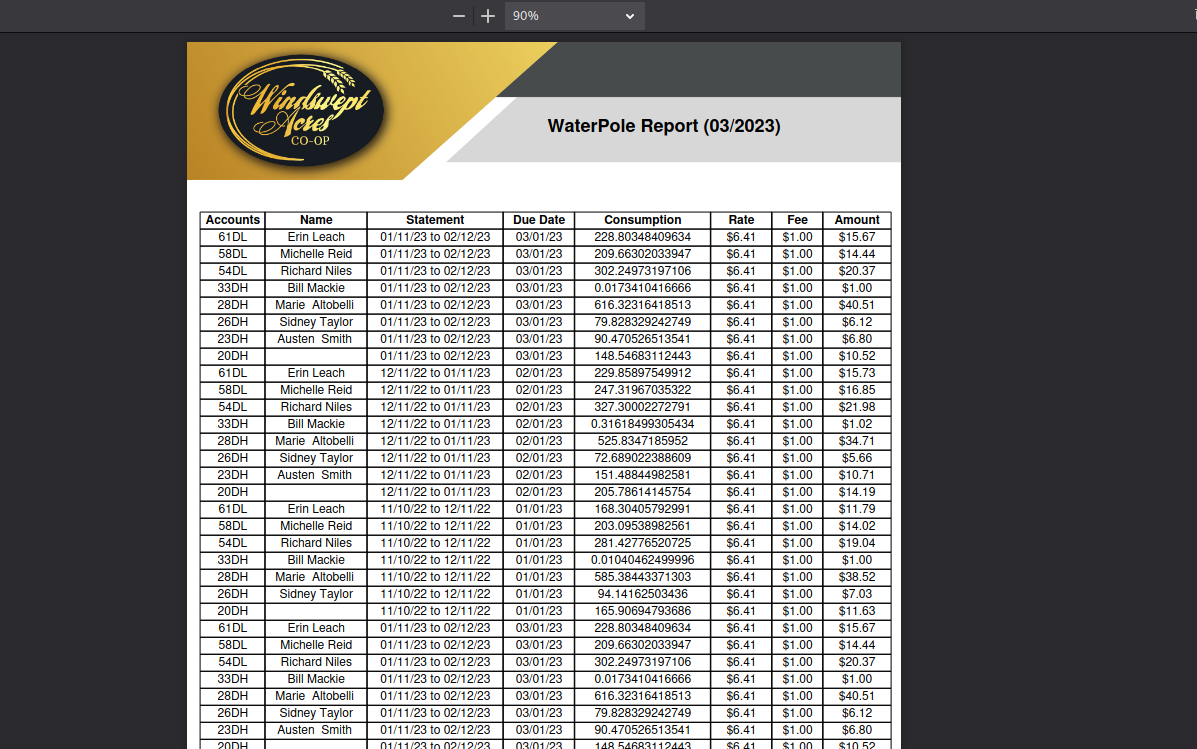 90%
Windswept
Acres
CO-OP
WaterPole Report (03/2023)
Accounts Name Statement Due Date Consumption Rate Fee Amount
61DL Erin Leach 01/11/23 to 02/12/23 03/01/23 228.80348409634 $6.41 $1.00 $15.67
58DL Michelle Reid 01/11/23 to 02/12/23 03/01/23 209.66302033947 $6.41 $1.00 $14.44
54DL Richard Niles 01/11/23 to 02/12/23 03/01/23 302.24973197106 $6.41 $1.00 $20.37
33DH Bill Mackie 01/11/23 to 02/12/23 03/01/23 0.0173410416666 $6.41 $1.00 $1.00
28DH Marie Altobelli 01/11/23 to 02/12/23 03/01/23 616.32316418513 $6.41 $1.00 $40.51
26DH Sidney Taylor 01/11/23 to 02/12/23 03/01/23 79.828329242749 $6.41 $1.00 $6.12
23DH Austen Smith 01/11/23 to 02/12/23 03/01/23 90.470526513541 $6.41 $1.00 $6.80
20DH 01/11/23 to 02/12/23 03/01/23 148.54683112443 $6.41 $1.00 $10.52
61DL Erin Leach 12/11/22 to 01/11/23 02/01/23 229.85897549912 $6.41 $1.00 $15.73
58DL Michelle Reid 12/11/22 to 01/11/23 02/01/23 247.31967035322 $6.41 $1.00 $16.85
54DL Richard Niles 12/11/22 to 01/11/23 02/01/23 327.30002272791 $6.41 $1.00 $21.98
33DH Bill Mackie 12/11/22 to 01/11/23 02/01/23 0.31618499305434 $6.41 $1.00 $1.02
28DH Marie Altobelli 12/11/22 to 01/11/23 02/01/23 525.8347185952 $6.41 $1.00 $34.71
26DH Sidney Taylor 12/11/22 to 01/11/23 02/01/23 72.689022388609 $6.41 $1.00 $5.66
23DH Austen Smith 12/11/22 to 01/11/23 02/01/23 151.48844982581 $6.41 $1.00 $10.71
20DH 12/11/22 to 01/11/23 02/01/23 205.78614145754 $6.41 $1.00 $14.19
61DL Erin Leach 11/10/22 to 12/11/22 01/01/23 168.30405792991 $6.41 $1.00 $11.79
58DL Michelle Reid 11/10/22 to 12/11/22 01/01/23 203.09538982561 $6.41 $1.00 $14.02
54DL Richard Niles 11/10/22 to 12/11/22 01/01/23 281.42776520725 $6.41 $1.00 $19.04
33DH Bill Mackie 11/10/22 to 12/11/22 01/01/23 0.01040462499996 $6.41 $1.00 $1.00
28DH Marie Altobelli 11/10/22 to 12/11/22 01/01/23 585.38443371303 $6.41 $1.00 $38.52
26DH Sidney Taylor 11/10/22 to 12/11/22 01/01/23 94.14162503436 $6.41 $1.00 $7.03
20DH 11/10/22 to 12/11/22 01/01/23 165.90694793686 $6.41 $1.00 $11.63
61DL Erin Leach 01/11/23 to 02/12/23 03/01/23 228.80348409634 $6.41 $1.00 $15.67
58DL Michelle Reid 01/11/23 to 02/12/23 03/01/23 209.66302033947 $6.41 $1.00 $14.44
54DL Richard Niles 01/11/23 to 02/12/23 03/01/23 302.24973197106 $6.41 $1.00 $20.37
33DH Bill Mackie 01/11/23 to 02/12/23 03/01/23 0.0173410416666 $6.41 $1.00 $1.00
28DH Marie Altobelli 01/11/23 to 02/12/23 03/01/23 616.32316418513 $6.41 $1.00 $40.51
26DH Sidney Taylor 01/11/23 to 02/12/23 03/01/23 79.828329242749 $6.41 $1.00 $6.12
23DH Austen Smith 01/11/23 to 02/12/23 03/01/23 90.470526513541 $6.41 $1.00 $6.80
20DH 01/11/23 to 02/12/23 03/01/23 148.54683112443 $6.41 $1.00 $10.52